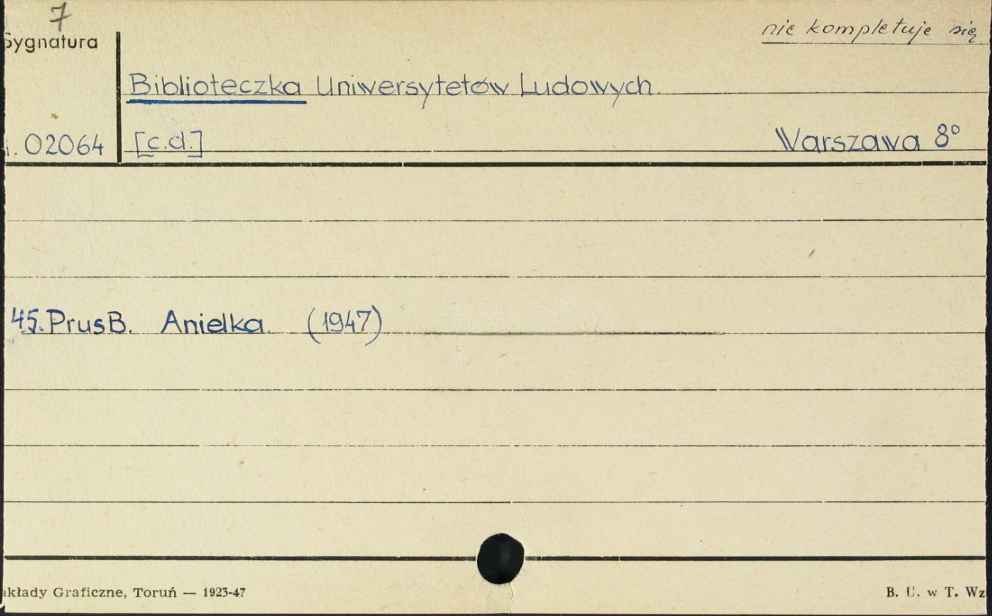 7
nie kompletuje się
Sygnatura
Biblioteczka Uniwersytetów Ludowych
02064 [c.d.] Warszawa 8°
45. Prus B. Anielka (1947)
akłady Graficzne, Toruń — 1923-47 B. U. w T. Wz